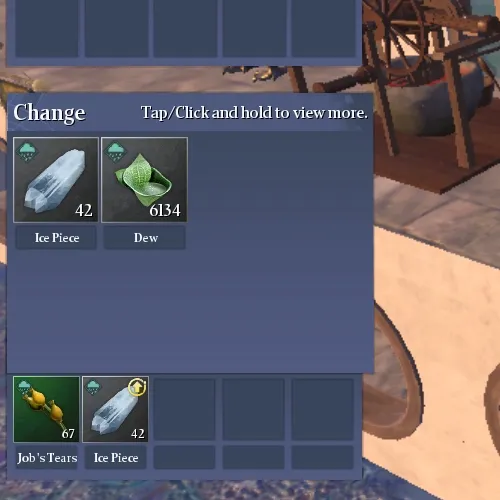 Change
Tap/Click and hold to view more.
42
6134
Ice Piece
Dew
67
42
Job's Tears
Ice Piece